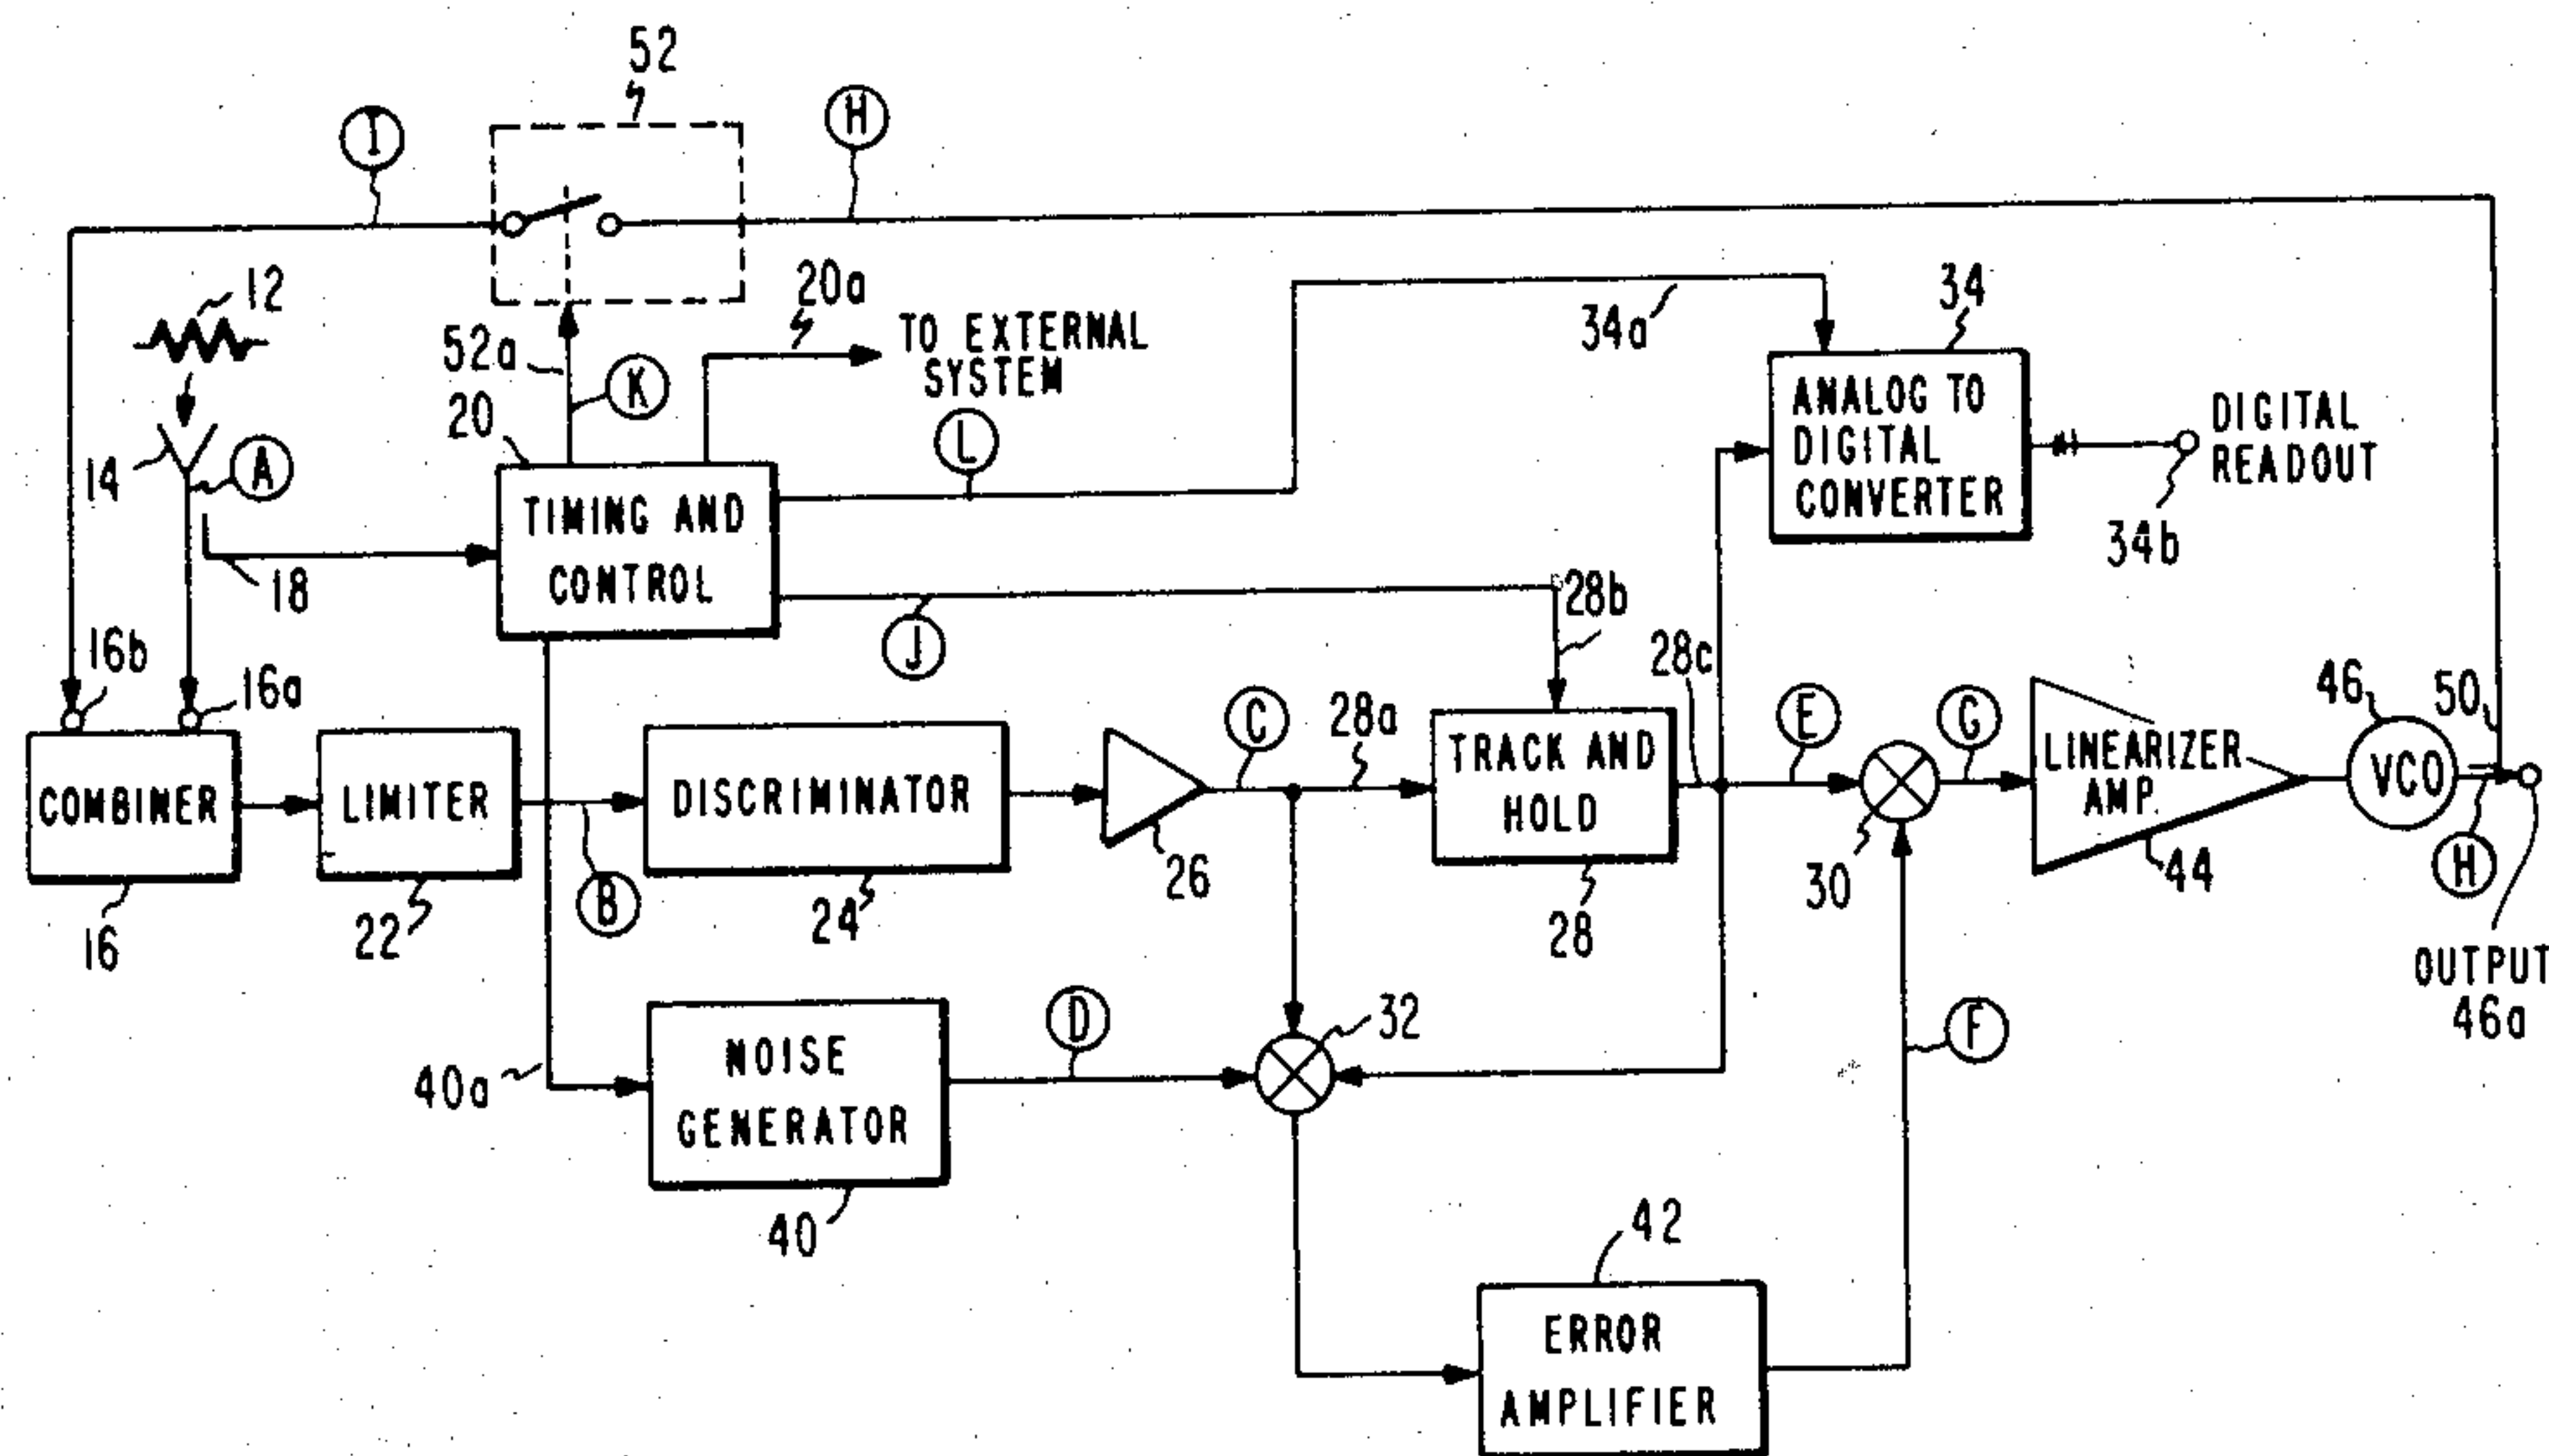 52
I
H
12
20a
TO EXTERNAL
SYSTEM
52a
K
20
34a
34
14
A
L
ANALOG TO
DIGITAL
CONVERTER
DIGITAL
READOUT
34b
TIMING AND
CONTROL
18
J
28b
28c
16b
16a
C
28a
E
G
46
50
COMBINER
LIMITER
DISCRIMINATOR
TRACK AND
HOLD
LINEARIZER
AMP.
VCO
26
30
44
H
16
22
B
24
28
OUTPUT
46a
NOISE
GENERATOR
D
32
F
40a
40
42
ERROR
AMPLIFIER